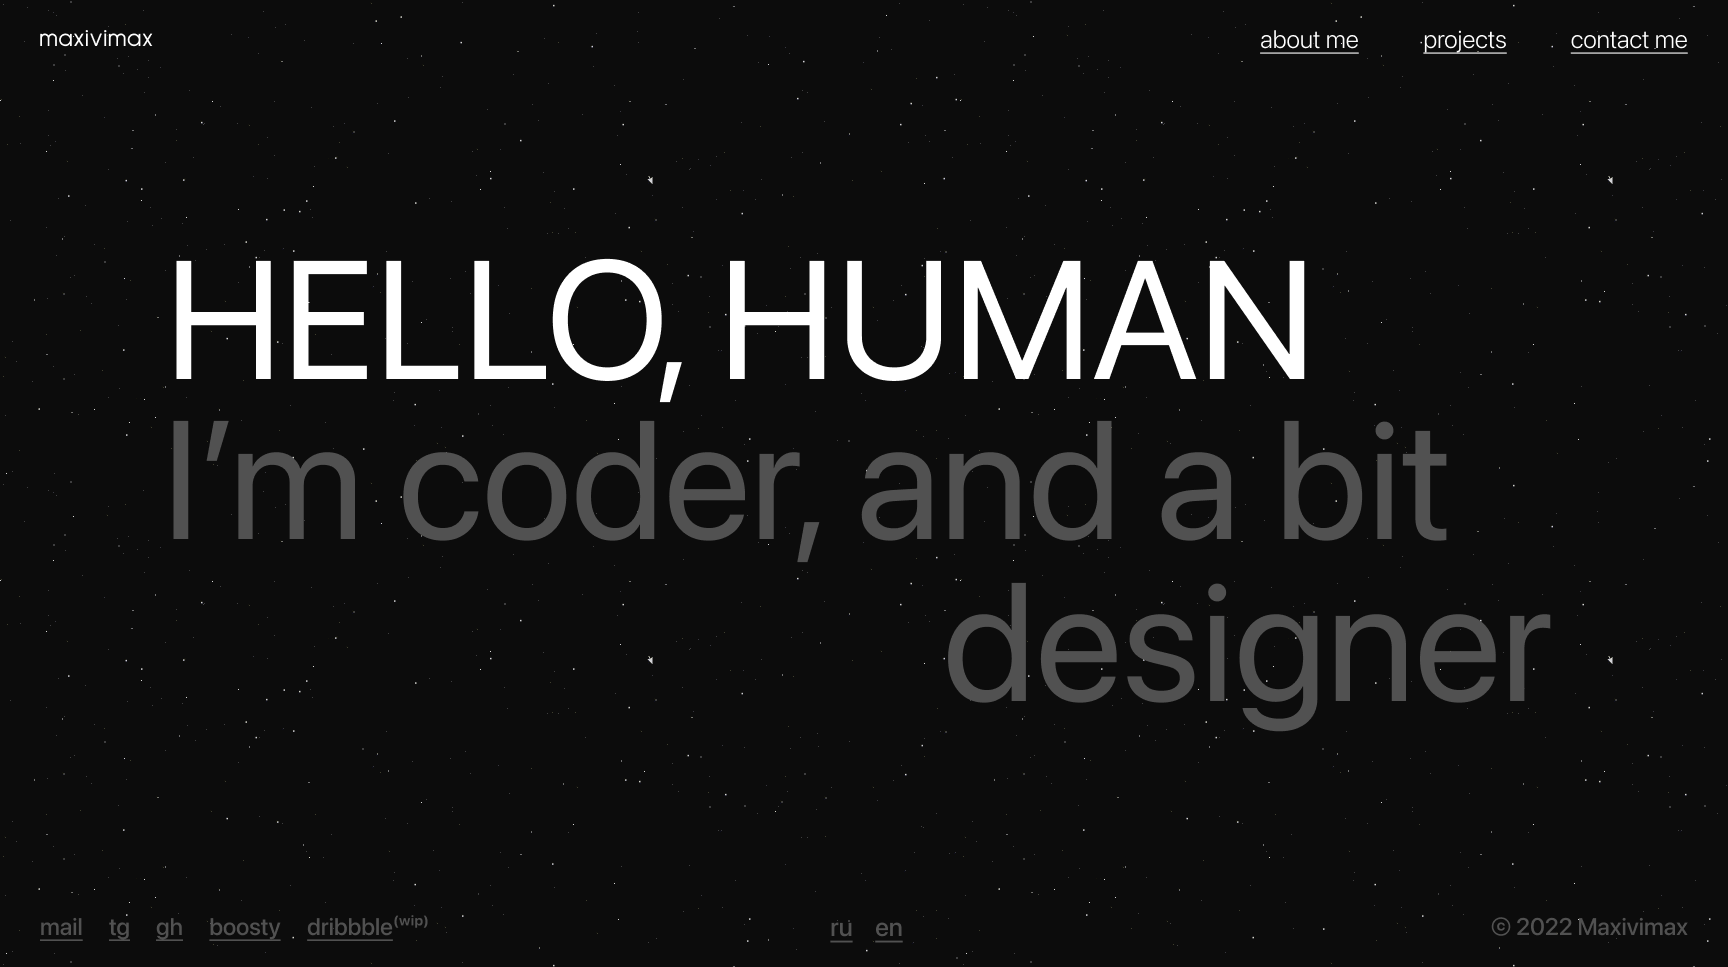 maxivimax
about me projects contact me
HELLO, HUMAN
I’m coder, and a bit
designer
mail tg gh boosty dribbble(wip)
ru en
© 2022 Maxivimax